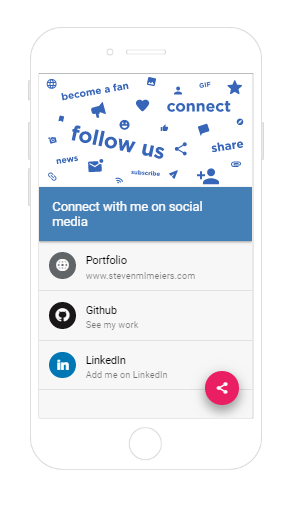 become a fan
GIF
connect
follow us
share
news
subscribe
Connect with me on social
media
Portfolio
www.stevenmlmeiers.com
Github
See my work
LinkedIn
in
Add me on LinkedIn